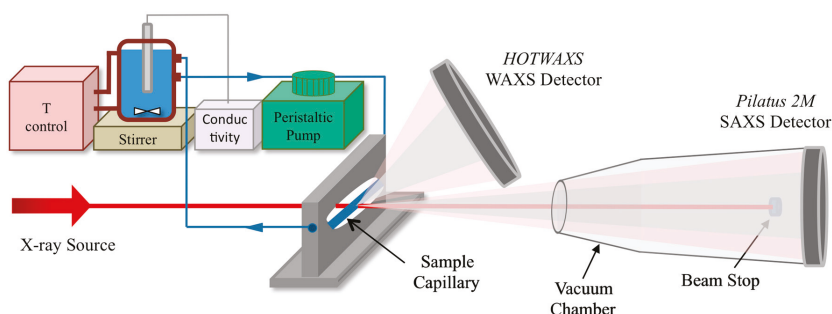 T
control
Stirrer
Conduc
tivity
Peristaltic
Pump
HOTWAXS
WAXS Detector
Pilatus 2M
SAXS Detector
X-ray Source
Sample
Capillary
Vacuum
Chamber
Beam Stop